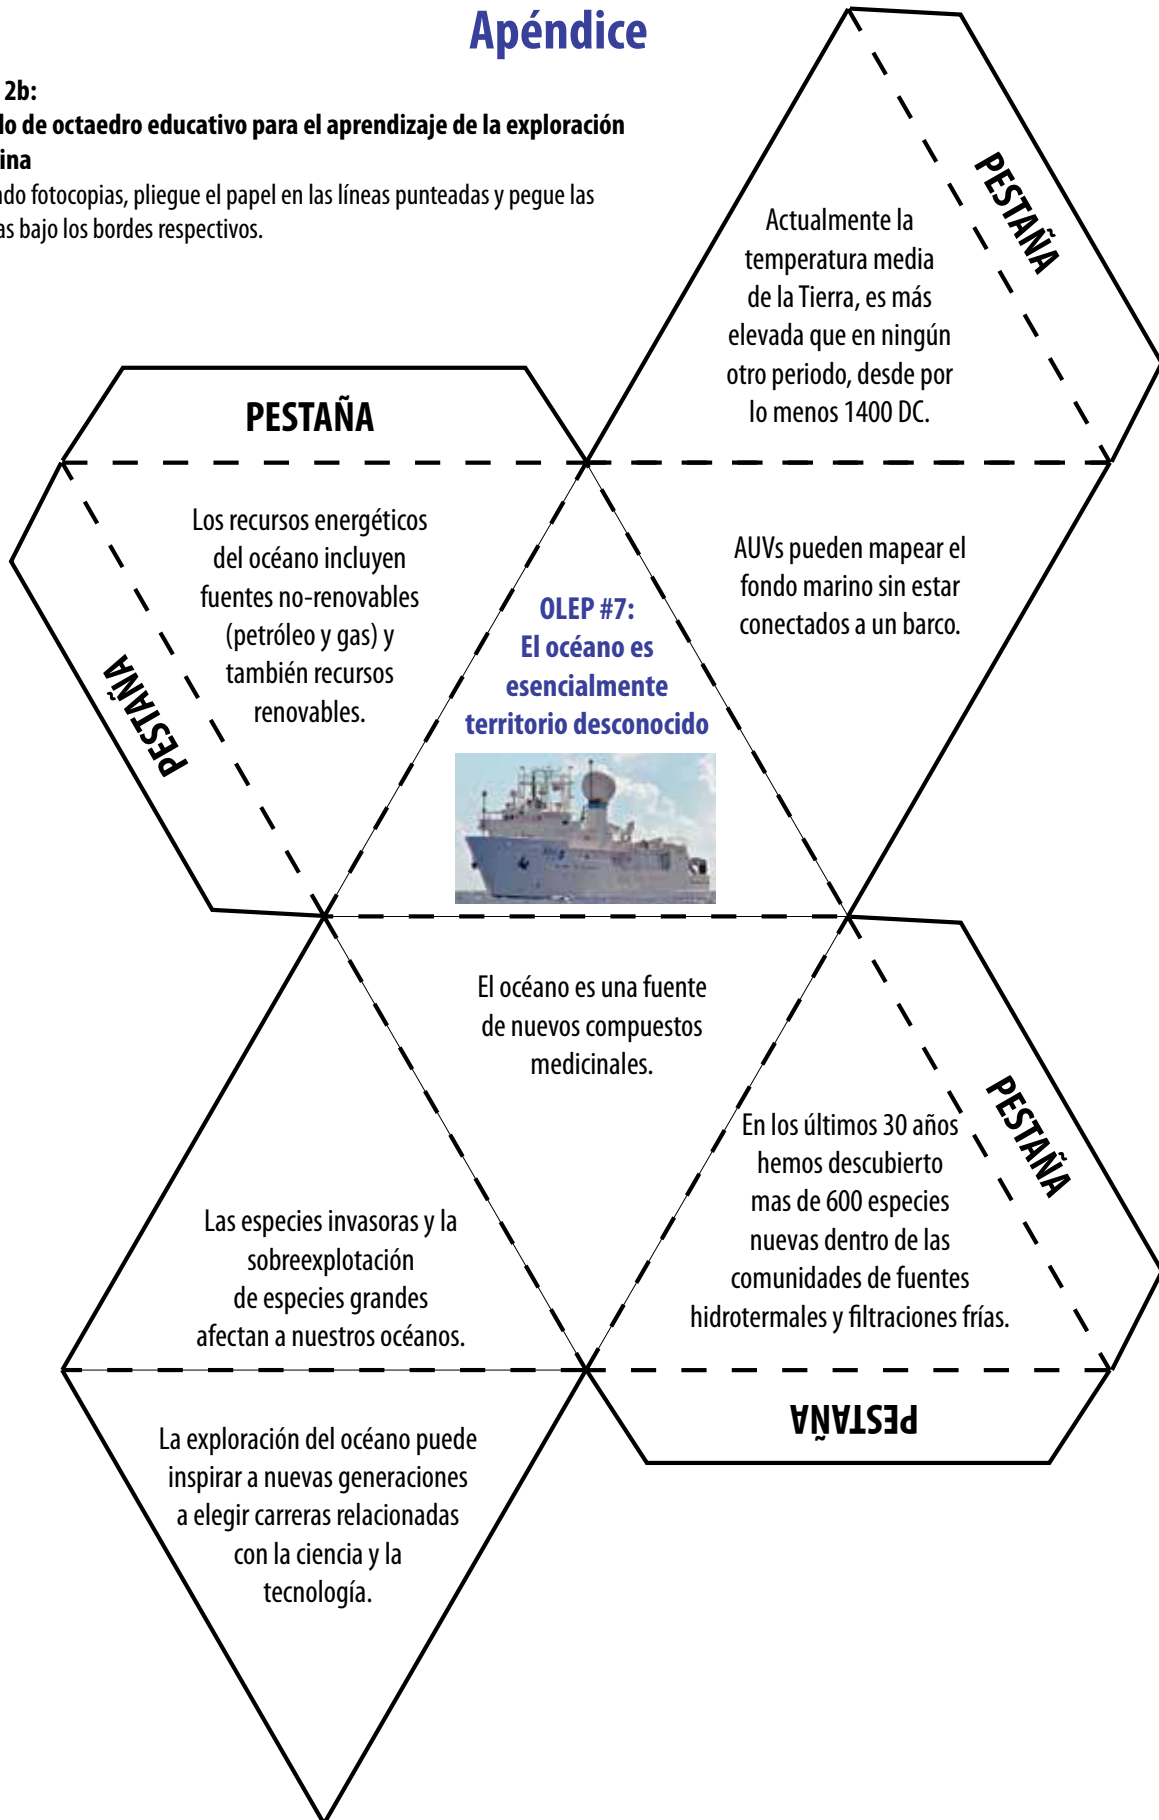 Apéndice
2b:
lo de octaedro educativo para el aprendizaje de la exploración
ina
ndo fotocopias, pliegue el papel en las líneas punteadas y pegue las
as bajo los bordes respectivos.
PESTAÑA
Actualmente la
temperatura media
de la Tierra, es más
elevada que en ningún
otro periodo, desde por
lo menos 1400 DC.
PESTAÑA
PESTAÑA
Los recursos energéticos
del océano incluyen
fuentes no-renovables
(petróleo y gas) y
también recursos
renovables.
OLEP #7:
El océano es
esencialmente
territorio desconocido
AUVs pueden mapear el
fondo marino sin estar
conectados a un barco.
El océano es una fuente
de nuevos compuestos
medicinales.
PESTAÑA
En los últimos 30 años
hemos descubierto
mas de 600 especies
nuevas dentro de las
comunidades de fuentes
hidrotermales y filtraciones frías.
Las especies invasoras y la
sobreexplotación
de especies grandes
afectan a nuestros océanos.
PESTAÑA
La exploración del océano puede
inspirar a nuevas generaciones
a elegir carreras relacionadas
con la ciencia y la
tecnología.